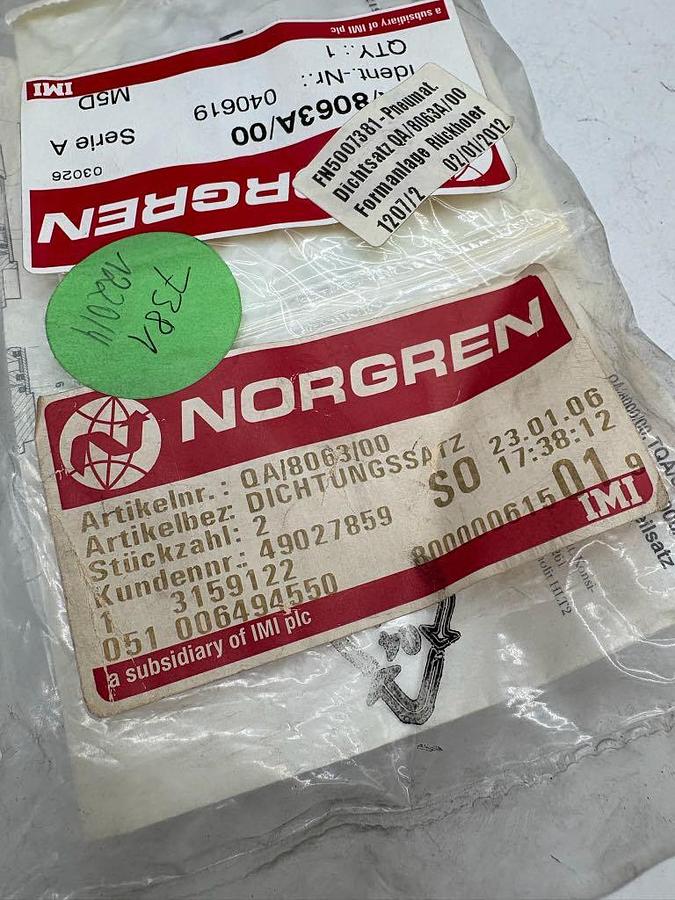 a subsidiary of IMI plc
IMI
QTY.: 1
M5D
Ident.-Nr.:
040619
/8063A/00
Serie A
03026
NORGREN
FN5007381-Pneumat.
Dichtsatz QA/8063A/00
Formanlage Rückholer
1207/2 02/01/2012
7381
NORGREN
Artikelnr.: QA/8063/00
Artikelbez: DICHTUNGSSATZ
Stückzahl: 2
Kundennr.: 49027859
1 3159122
051 006494550
SO 23.01.06
17:38:12
800000615 01 9
IMI
a subsidiary of IMI plc